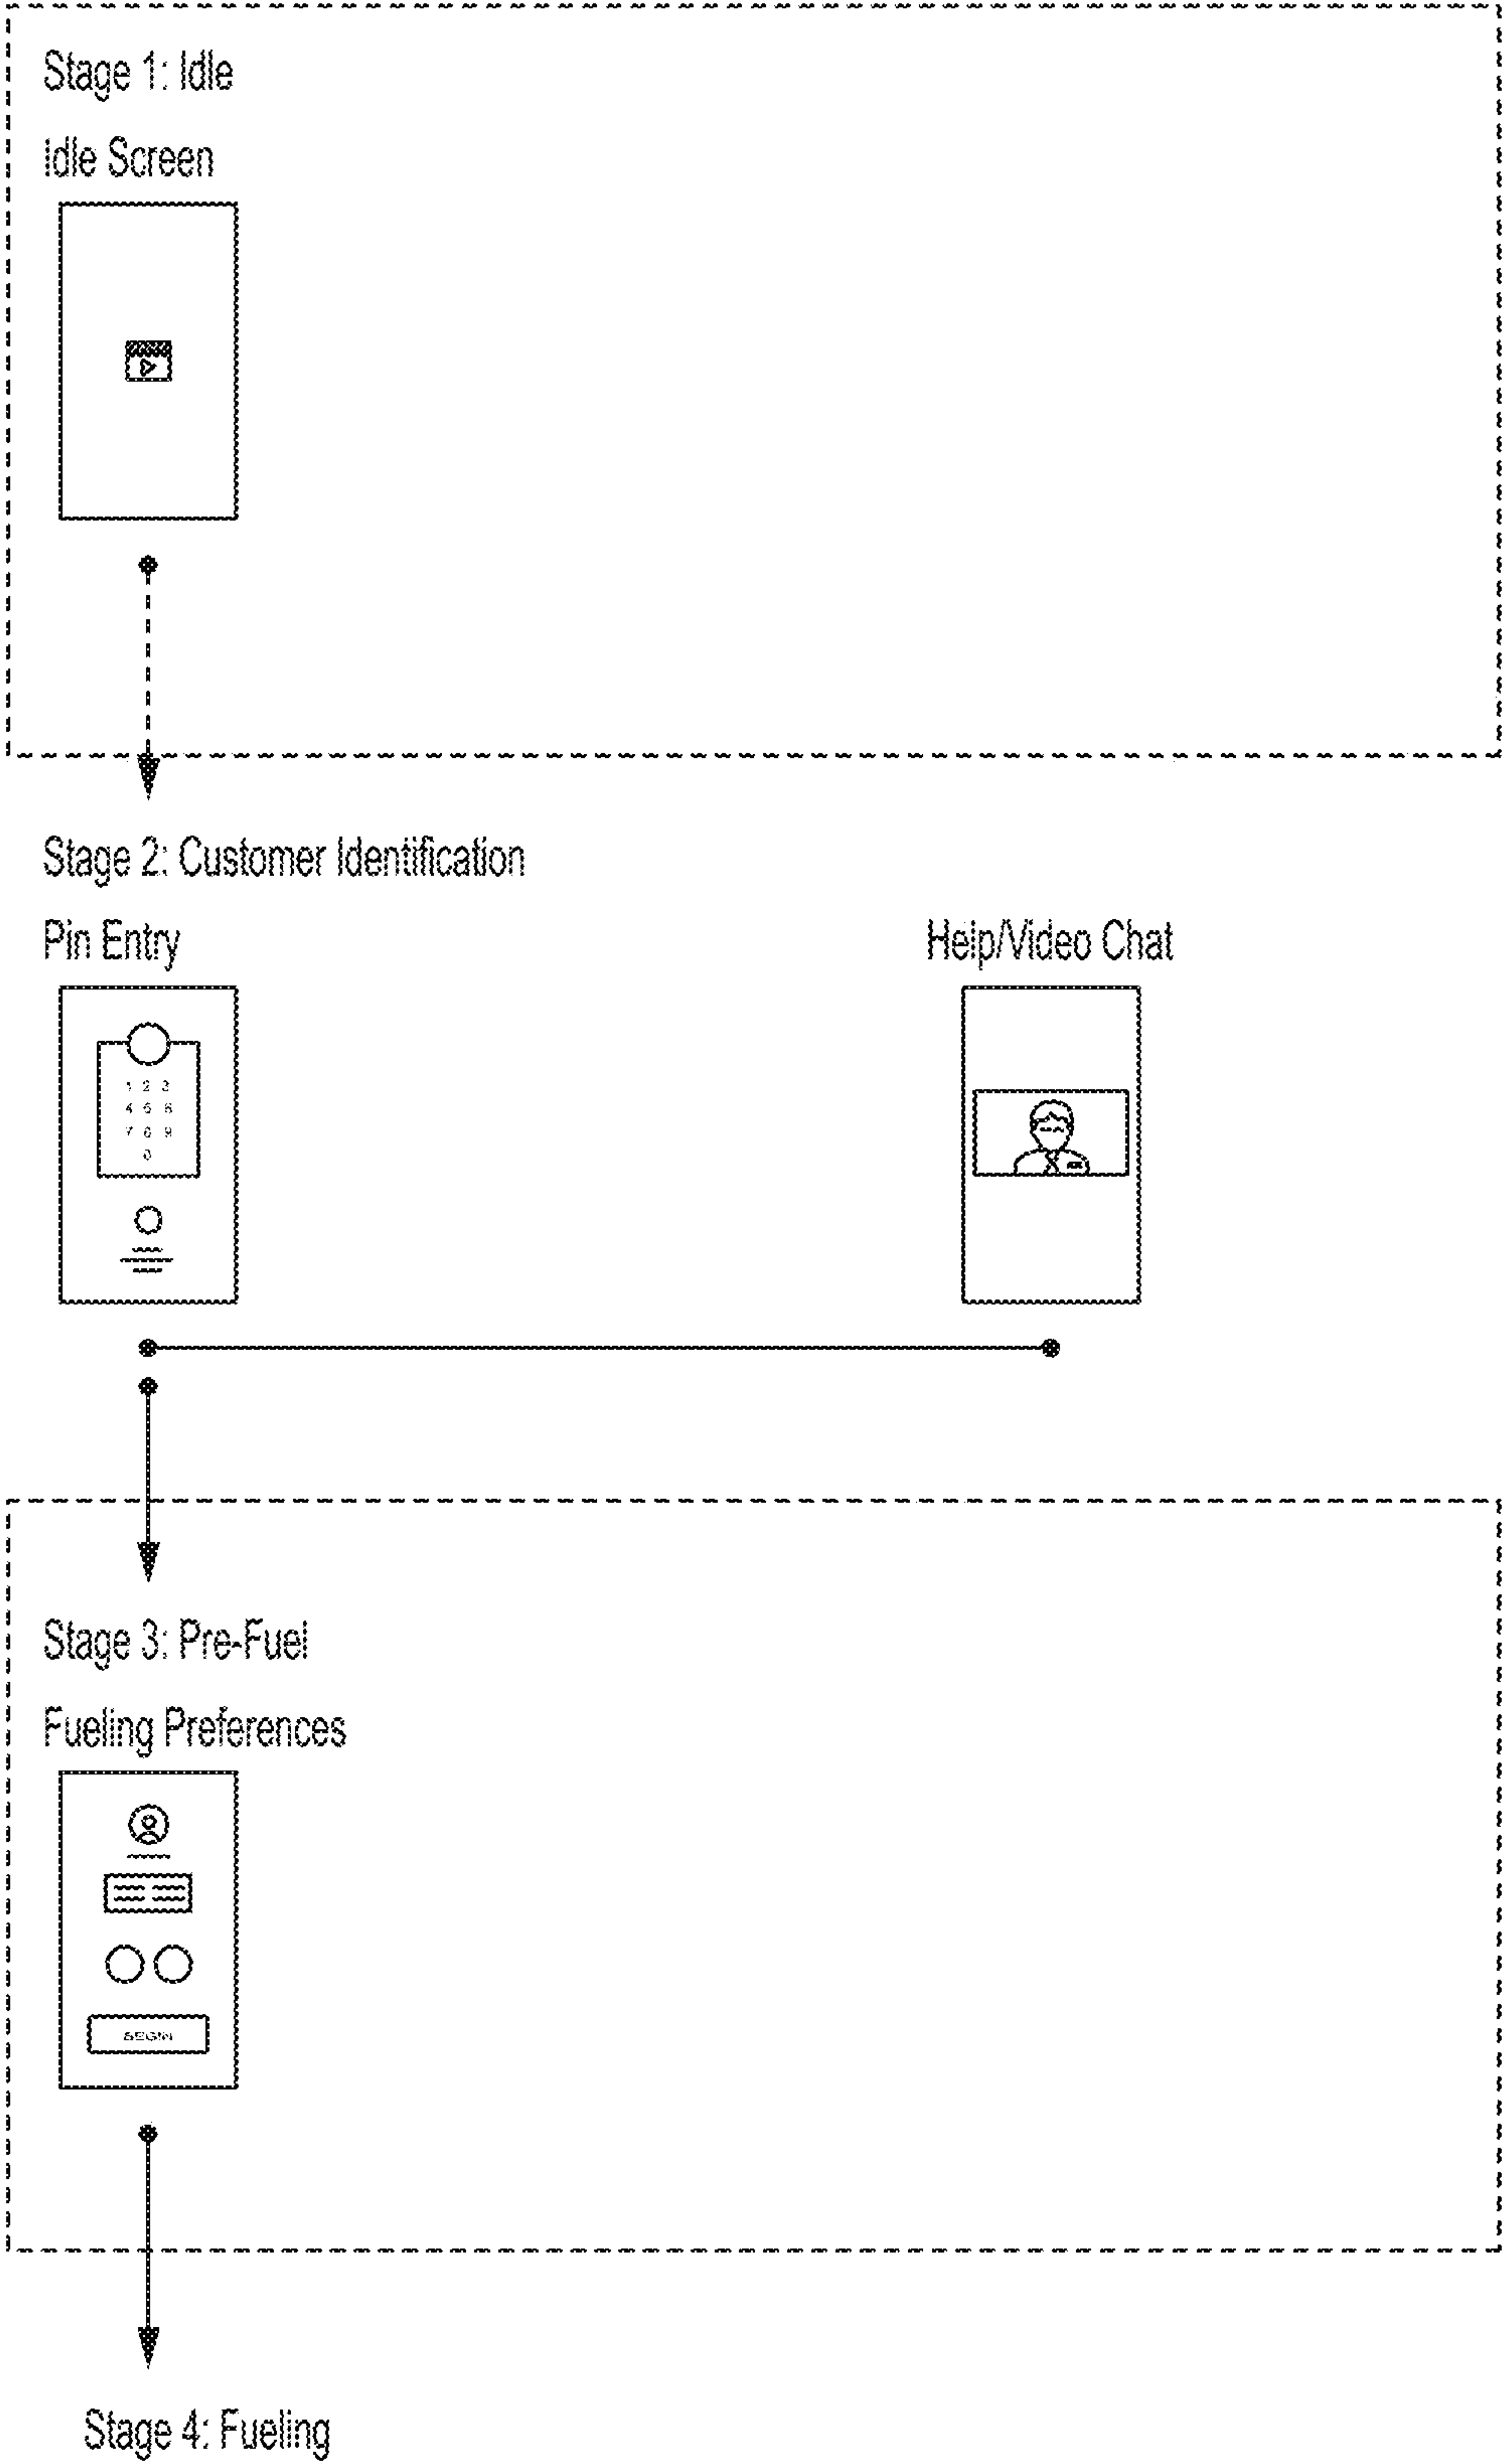 Stage 1: Idle
Idle Screen
Stage 2: Customer Identification
Pin Entry
Help/Video Chat
1 2 3
4 5 6
7 8 9
0
Stage 3: Pre-Fuel
Fueling Preferences
BEGIN
Stage 4: Fueling